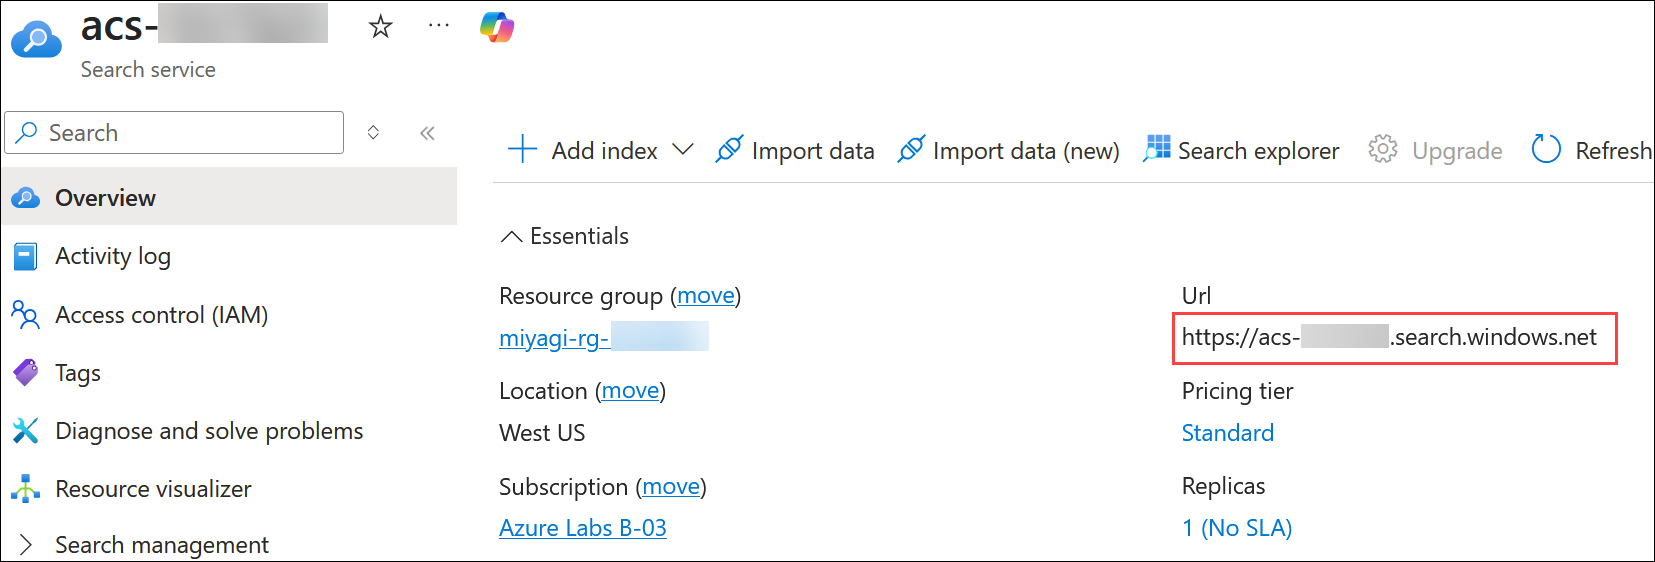 acs-
Search service
Search
Add index
Import data
Import data (new)
Search explorer
Upgrade
Refresh
Overview
Activity log
Access control (IAM)
Tags
Diagnose and solve problems
Resource visualizer
Search management
Essentials
Resource group (move)
miyagi-rg-
Location (move)
West US
Subscription (move)
Azure Labs B-03
Url
https://acs- .search.windows.net
Pricing tier
Standard
Replicas
1 (No SLA)